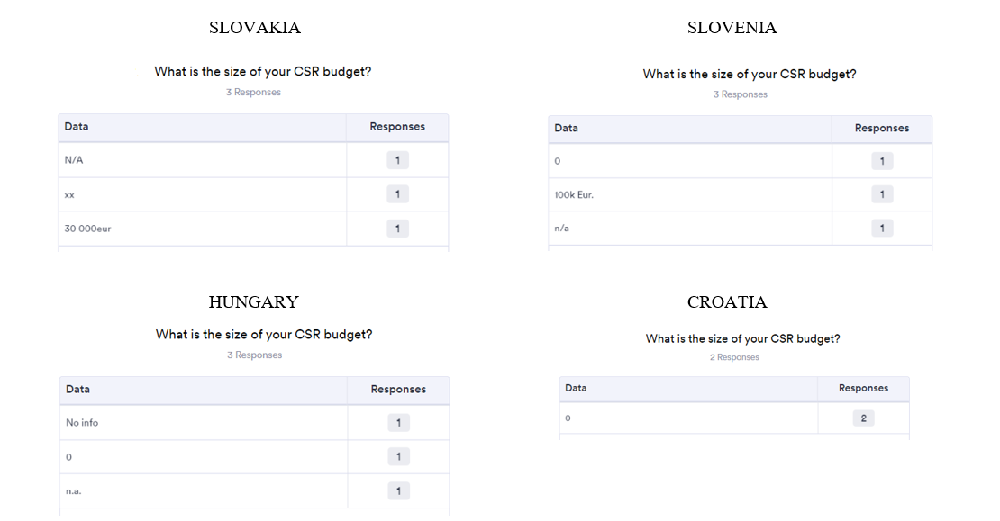 SLOVAKIA
What is the size of your CSR budget?
3 Responses
Data Responses
N/A 1
xx 1
30 000eur 1
SLOVENIA
What is the size of your CSR budget?
3 Responses
Data Responses
0 1
100k Eur. 1
n/a 1
HUNGARY
What is the size of your CSR budget?
3 Responses
Data Responses
No info 1
0 1
n.a. 1
CROATIA
What is the size of your CSR budget?
2 Responses
Data Responses
0 2